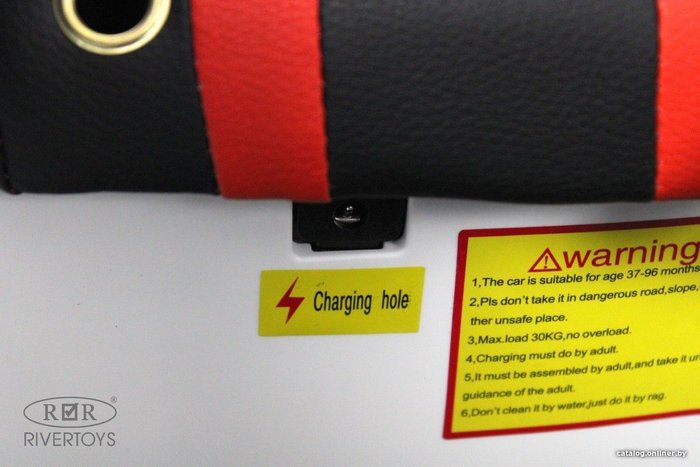 Charging hole
warning
1,The car is suitable for age 37-96 months
2,Pls don't take it in dangerous road,slope,
ther unsafe place.
3,Max.load 30KG,no overload.
4,Charging must do by adult.
5,It must be assembled by adult,and take it un
guidance of the adult.
6,Don't clean it by water,just do it by rag.
RR®
RIVERTOYS
catalog.onliner.by